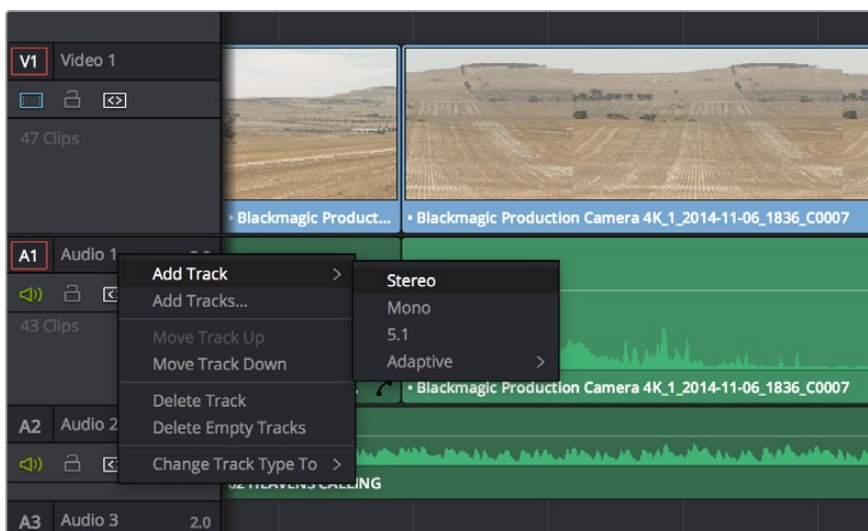 V1 Video 1
47 Clips
• Blackmagic Product...
• Blackmagic Production Camera 4K_1_2014-11-06_1836_C0007
A1 Audio 1
43 Clips
Add Track >
Add Tracks...
Move Track Up
Move Track Down
Delete Track
Delete Empty Tracks
Change Track Type To >
Stereo
Mono
5.1
Adaptive >
• Blackmagic Production Camera 4K_1_2014-11-06_1836_C0007
A2 Audio 2
HEAVENS CALLING
A3 Audio 3 2.0